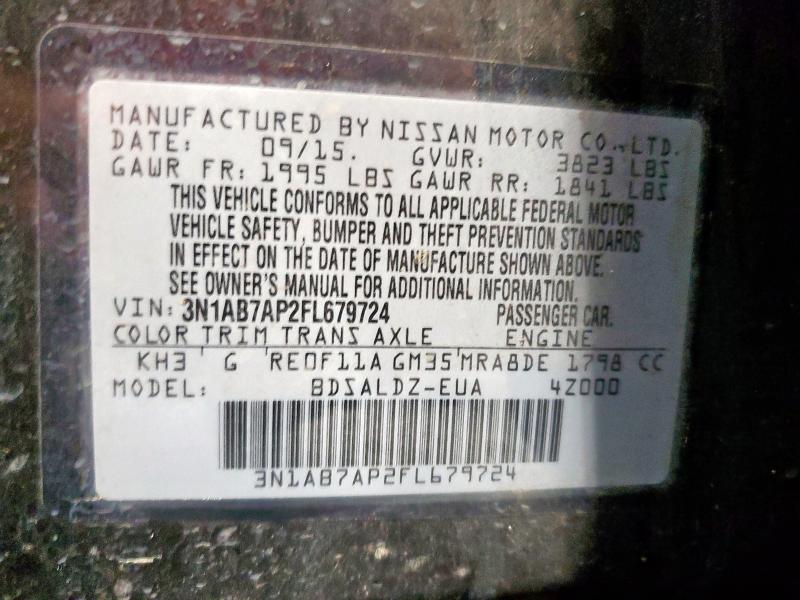 MANUFACTURED BY NISSAN MOTOR CO., LTD.
DATE: 09/15. GVWR: 3823 LBS
GAWR FR: 1995 LBS GAWR RR: 1841 LBS
THIS VEHICLE CONFORMS TO ALL APPLICABLE FEDERAL MOTOR
VEHICLE SAFETY, BUMPER AND THEFT PREVENTION STANDARDS
IN EFFECT ON THE DATE OF MANUFACTURE SHOWN ABOVE.
SEE OWNER'S MANUAL FOR ADDITIONAL INFORMATION.
VIN: 3N1AB7AP2FL679724 PASSENGER CAR.
COLOR TRIM TRANS AXLE ENGINE
KH3 G RE0F11A GM35 MRA8DE 1798 CC
MODEL: BDSALDZ-EUA 4Z000
3N1AB7AP2FL679724